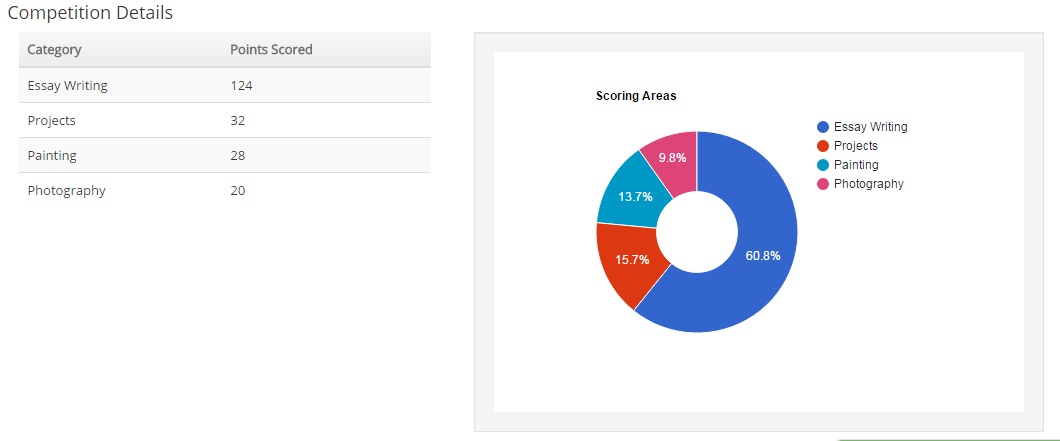 Competition Details
Category Points Scored
Essay Writing 124
Projects 32
Painting 28
Photography 20
Scoring Areas
Essay Writing
Projects
Painting
Photography
9.8%
13.7%
15.7%
60.8%